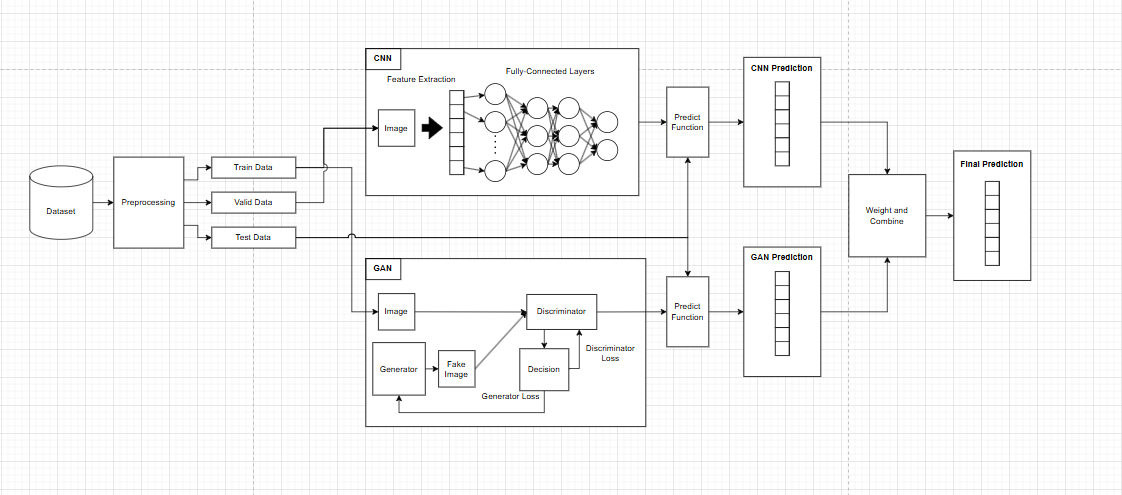 CNN
Feature Extraction
Fully-Connected Layers
Image
Predict
Function
CNN Prediction
Dataset
Preprocessing
Train Data
Valid Data
Test Data
GAN
Image
Discriminator
Generator
Fake
Image
Decision
Discriminator
Loss
Generator Loss
Predict
Function
GAN Prediction
Weight and
Combine
Final Prediction